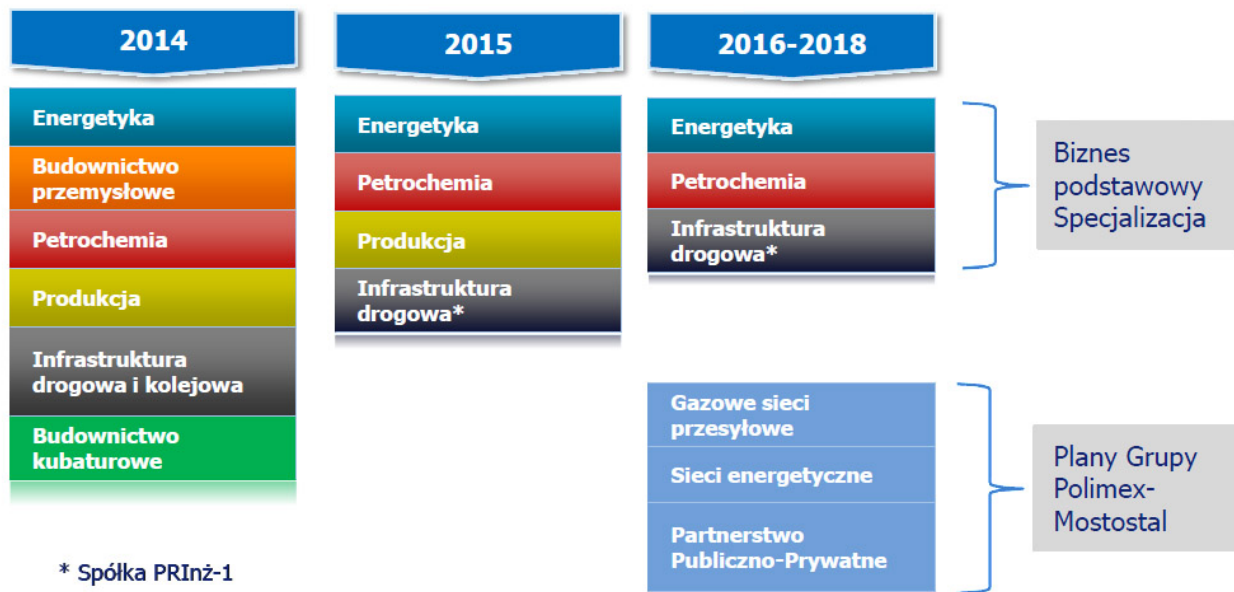 2014
Energetyka
Budownictwo
przemysłowe
Petrochemia
Produkcja
Infrastruktura
drogowa i kolejowa
Budownictwo
kubaturowe
* Spółka PRInż-1
2015
Energetyka
Petrochemia
Produkcja
Infrastruktura
drogowa*
2016-2018
Energetyka
Petrochemia
Infrastruktura
drogowa*
Biznes
podstawowy
Specjalizacja
Gazowe sieci
przesyłowe
Sieci energetyczne
Partnerstwo
Publiczno-Prywatne
Plany Grupy
Polimex-
Mostostal